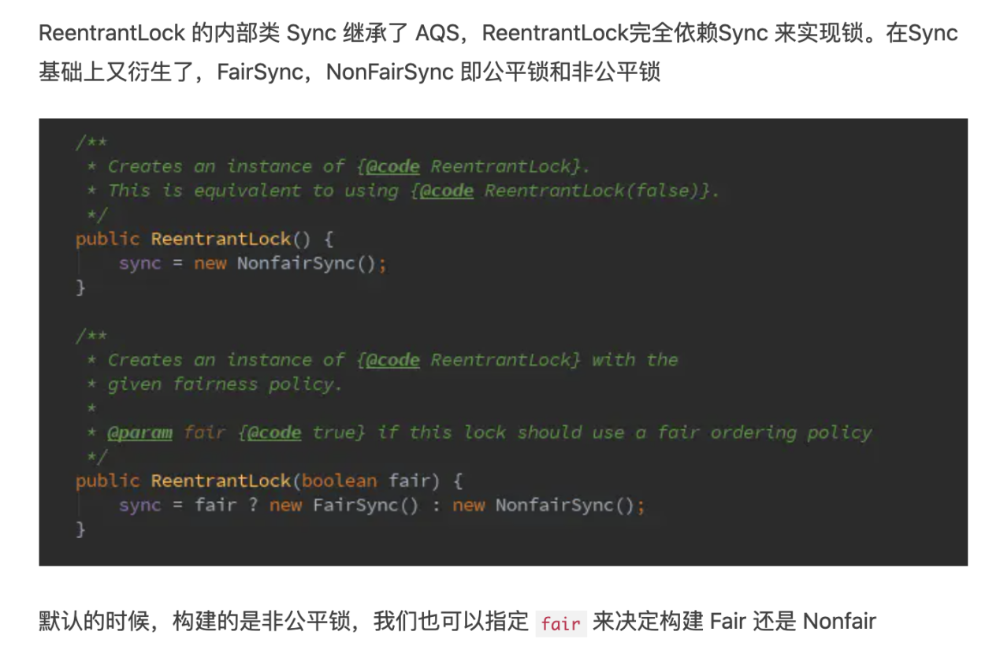 ReentrantLock 的内部类 Sync 继承了 AQS，ReentrantLock完全依赖Sync 来实现锁。在Sync
基础上又衍生了，FairSync，NonFairSync 即公平锁和非公平锁
/**
 * Creates an instance of {@code ReentrantLock}.
 * This is equivalent to using {@code ReentrantLock(false)}.
 */
public ReentrantLock() {
    sync = new NonfairSync();
}
/**
 * Creates an instance of {@code ReentrantLock} with the
 * given fairness policy.
 *
 * @param fair {@code true} if this lock should use a fair ordering policy
 */
public ReentrantLock(boolean fair) {
    sync = fair ? new FairSync() : new NonfairSync();
}
默认的时候，构建的是非公平锁，我们也可以指定 fair 来决定构建 Fair 还是 Nonfair